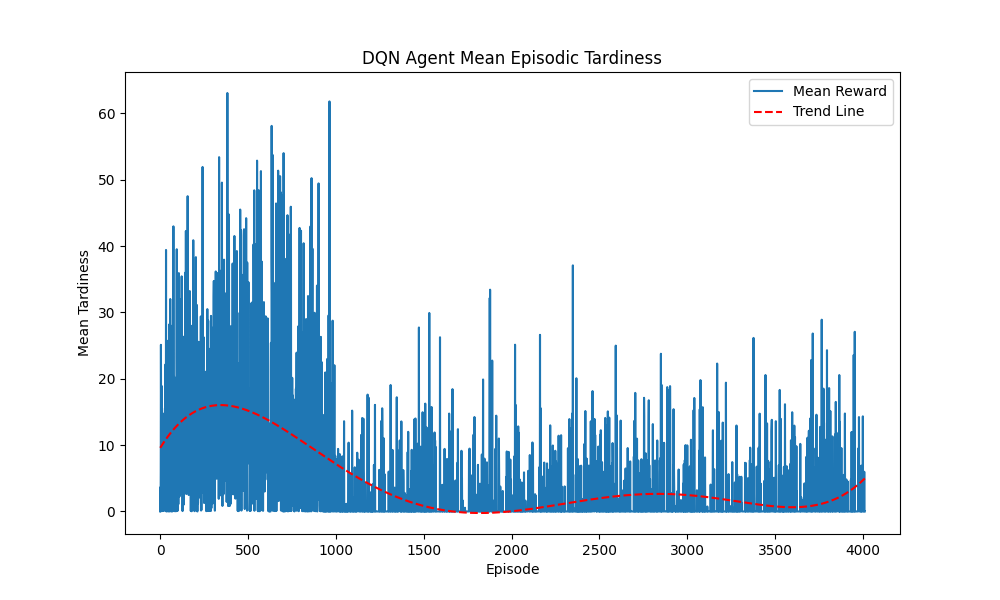 DQN Agent Mean Episodic Tardiness
Mean Reward
Trend Line
Mean Tardiness
60
50
40
30
20
10
0
0 500 1000 1500 2000 2500 3000 3500 4000
Episode